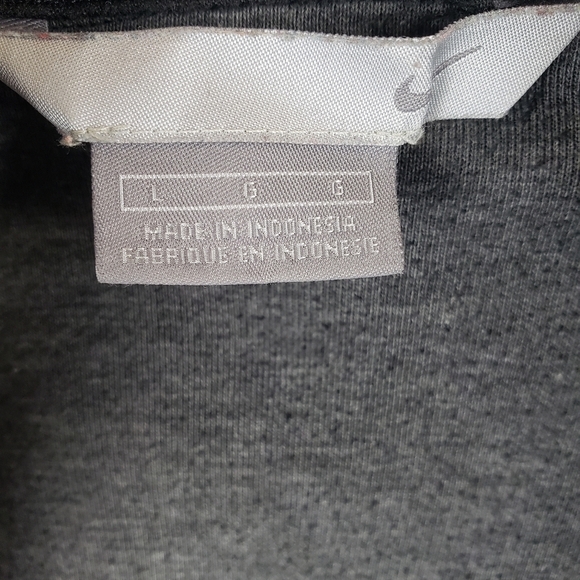 L G G
MADE IN INDONESIA
FABRIQUE EN INDONESIE